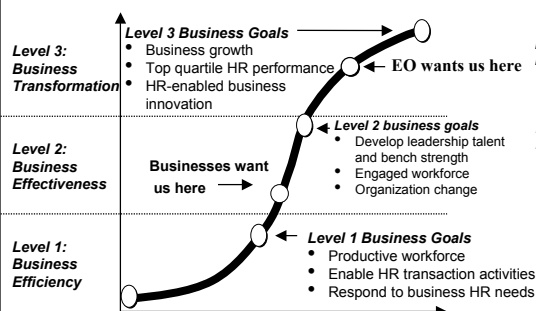 Level 3 Business Goals
• Business growth
• Top quartile HR performance
• HR-enabled business
innovation
Level 3:
Business
Transformation
EO wants us here
Level 2 business goals
• Develop leadership talent
and bench strength
• Engaged workforce
• Organization change
Level 2:
Business
Effectiveness
Businesses want
us here
Level 1 Business Goals
• Productive workforce
• Enable HR transaction activities
• Respond to business HR needs
Level 1:
Business
Efficiency